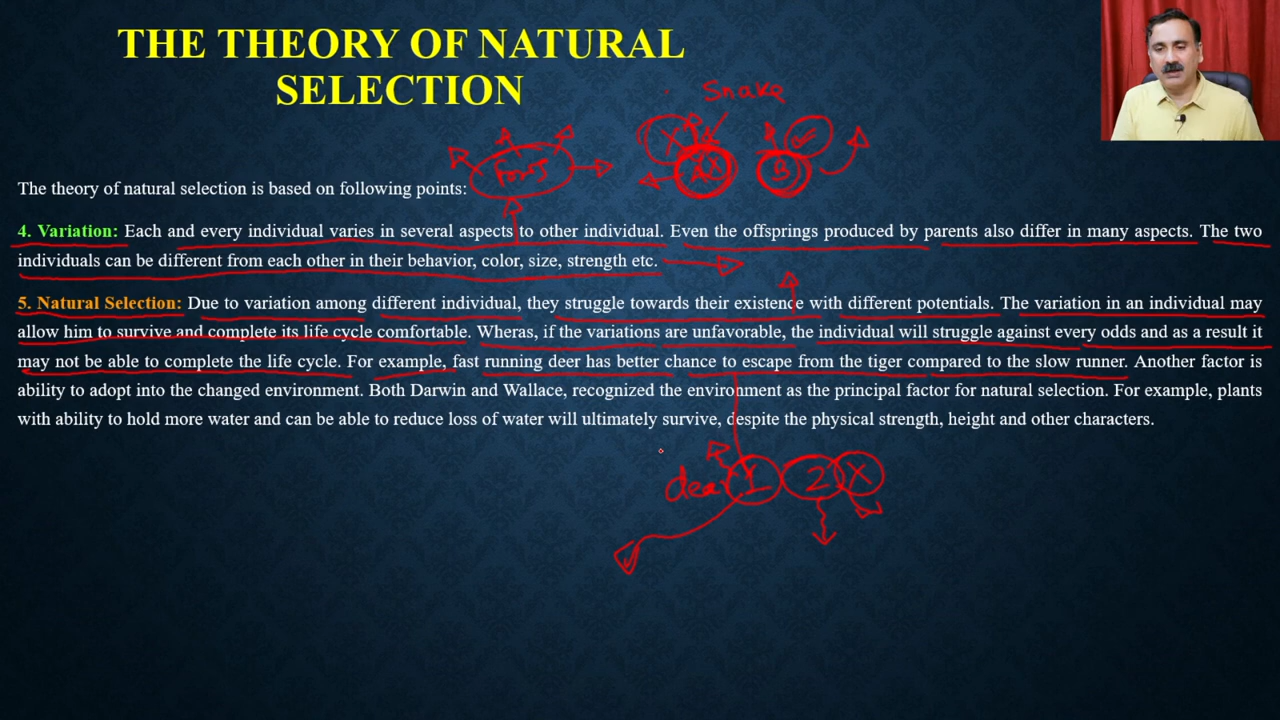 THE THEORY OF NATURAL
SELECTION
Snake
A X
B
X
The theory of natural selection is based on following points:
4. Variation: Each and every individual varies in several aspects to other individual. Even the offsprings produced by parents also differ in many aspects. The two
individuals can be different from each other in their behavior, color, size, strength etc.
5. Natural Selection: Due to variation among different individual, they struggle towards their existence with different potentials. The variation in an individual may
allow him to survive and complete its life cycle comfortable. Wheras, if the variations are unfavorable, the individual will struggle against every odds and as a result it
may not be able to complete the life cycle. For example, fast running deer has better chance to escape from the tiger compared to the slow runner. Another factor is
ability to adopt into the changed environment. Both Darwin and Wallace, recognized the environment as the principal factor for natural selection. For example, plants
with ability to hold more water and can be able to reduce loss of water will ultimately survive, despite the physical strength, height and other characters.
1 2 X